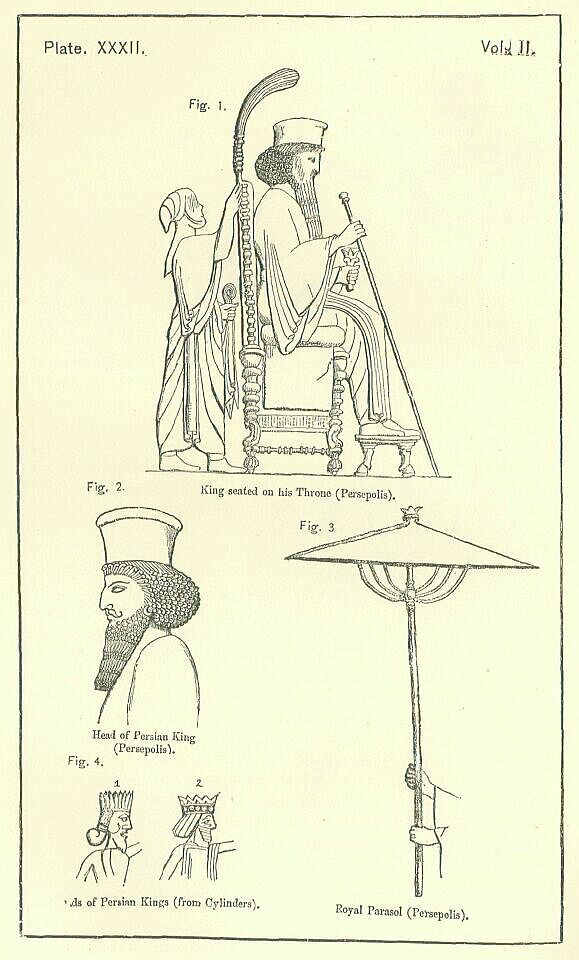 Plate. XXXII.
Vol. II.
Fig. 1.
King seated on his Throne (Persepolis).
Fig. 2.
Fig. 3
Head of Persian King
(Persepolis).
Fig. 4.
1
2
ds of Persian Kings (from Cylinders).
Royal Parasol (Persepolis).